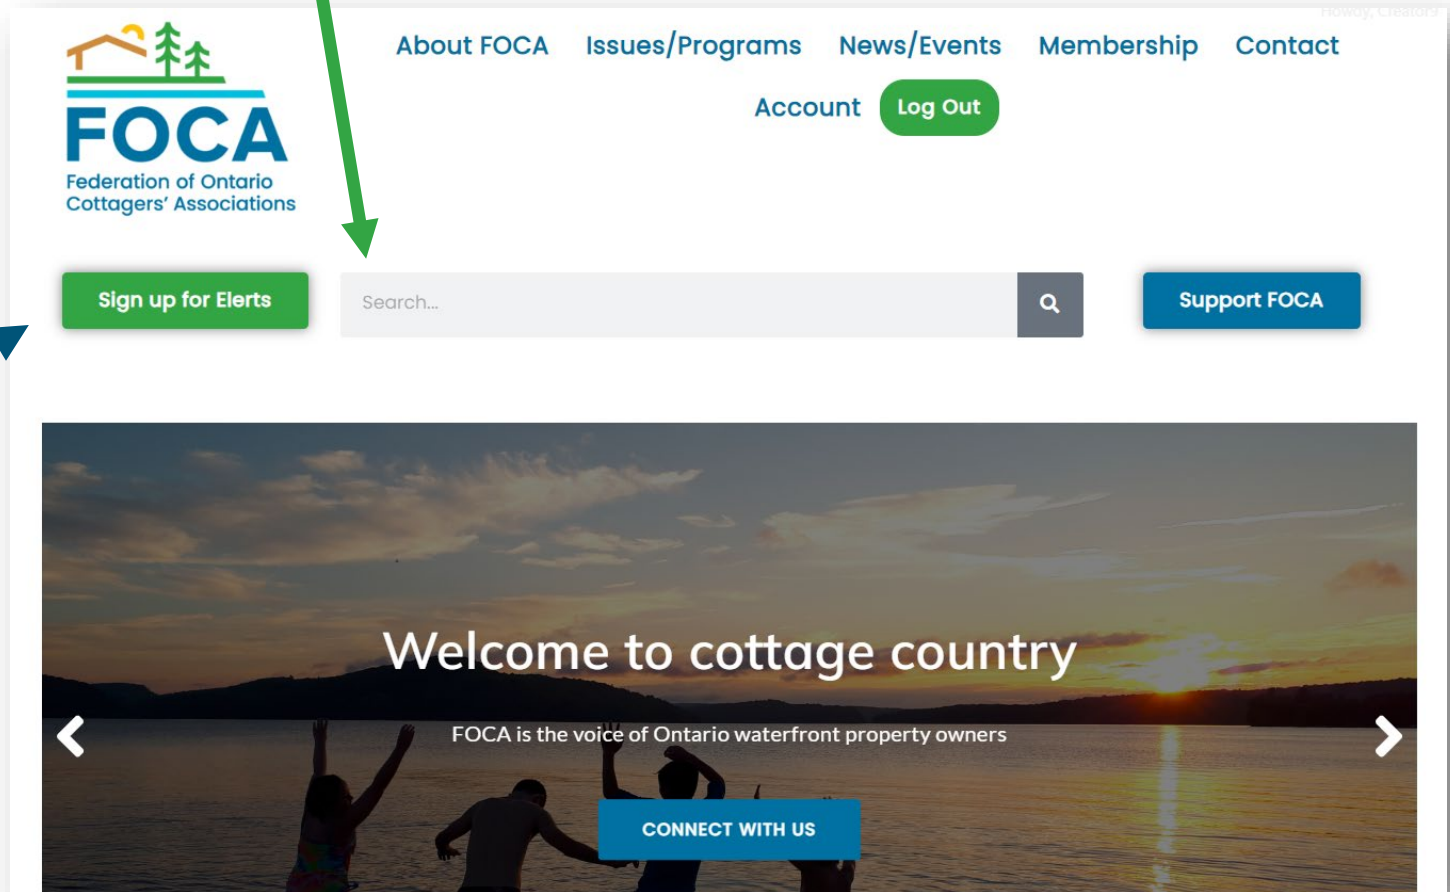 Howdy, Creator9
About FOCA Issues/Programs News/Events Membership Contact
Account Log Out
FOCA
Federation of Ontario
Cottagers' Associations
Sign up for Elerts
Search...
Support FOCA
Welcome to cottage country
FOCA is the voice of Ontario waterfront property owners
CONNECT WITH US